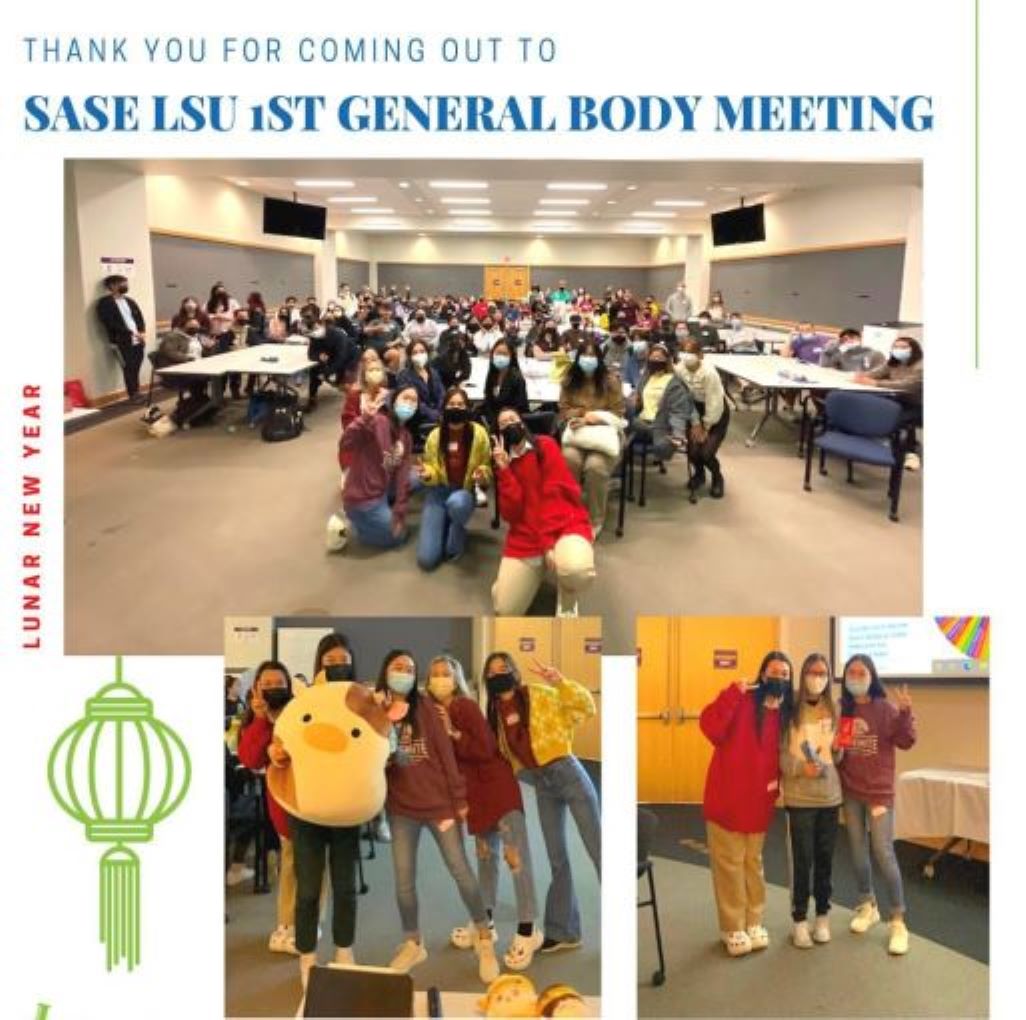 THANK YOU FOR COMING OUT TO
SASE LSU 1ST GENERAL BODY MEETING
LUNAR NEW YEAR